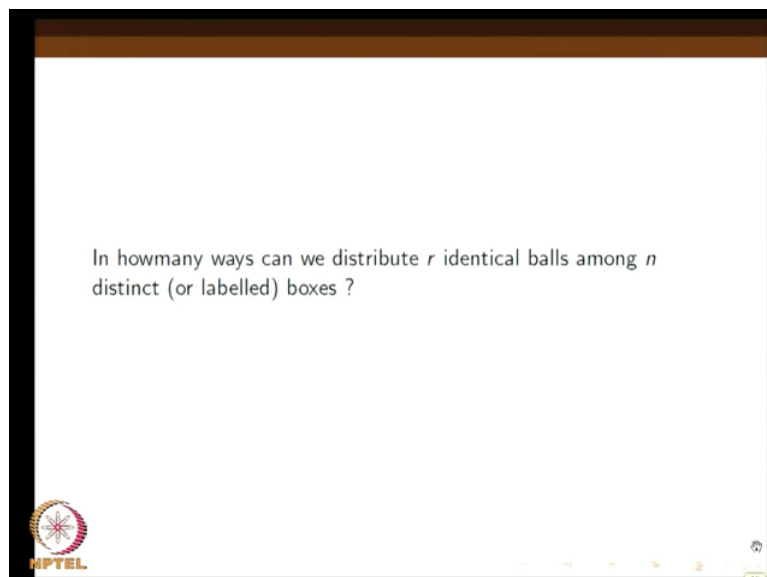 In howmany ways can we distribute r identical balls among n
distinct (or labelled) boxes ?
NPTEL